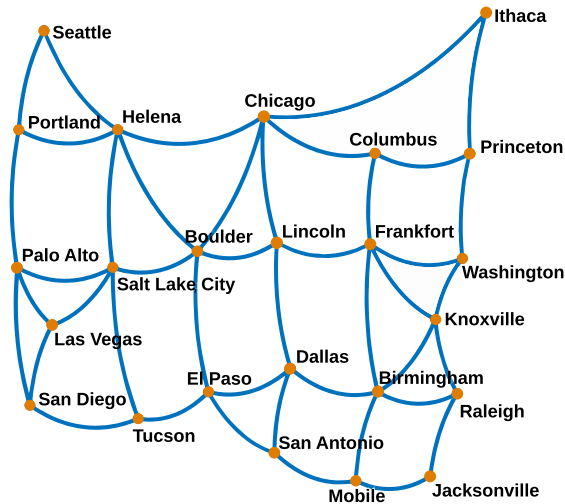 Ithaca
Seattle
Chicago
Portland
Helena
Columbus
Princeton
Boulder
Lincoln
Frankfort
Palo Alto
Salt Lake City
Washington
Knoxville
Las Vegas
Dallas
El Paso
Birmingham
San Diego
Raleigh
Tucson
San Antonio
Mobile
Jacksonville